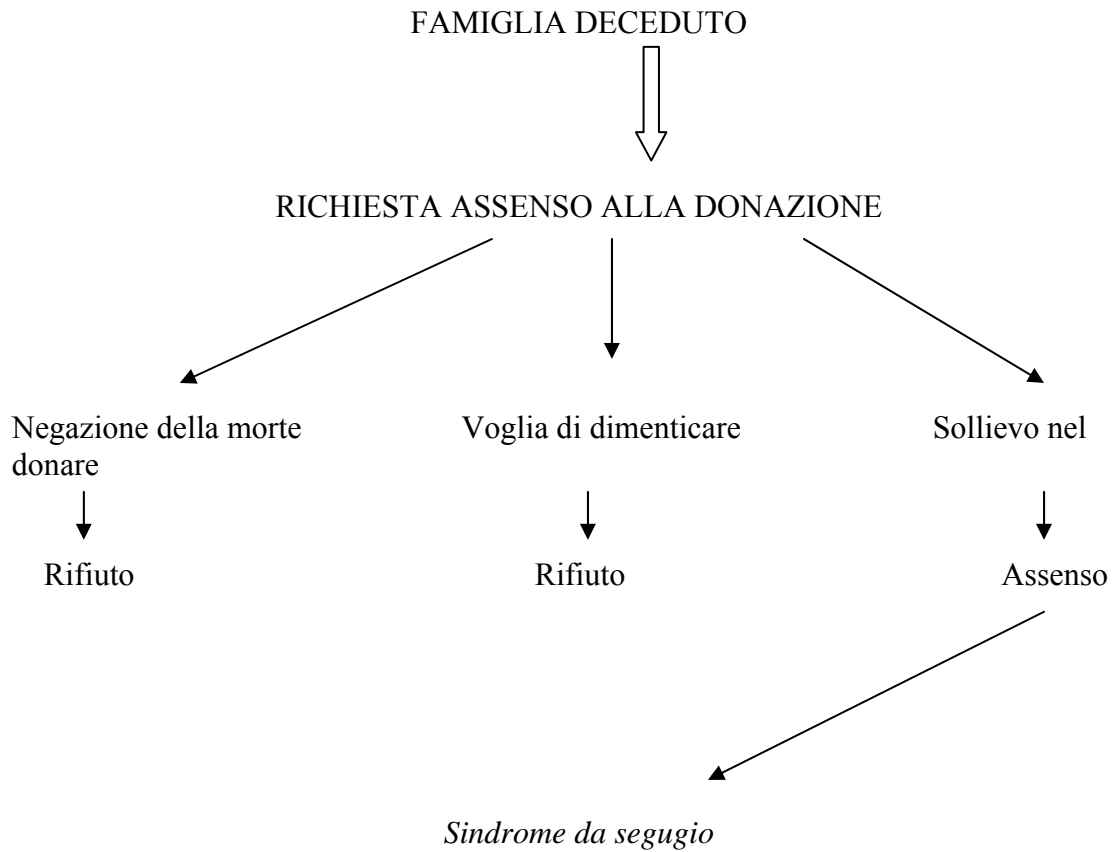 FAMIGLIA DECEDUTO
RICHIESTA ASSENSO ALLA DONAZIONE
Negazione della morte Voglia di dimenticare Sollievo nel
donare
Rifiuto Rifiuto Assenso
Sindrome da segugio